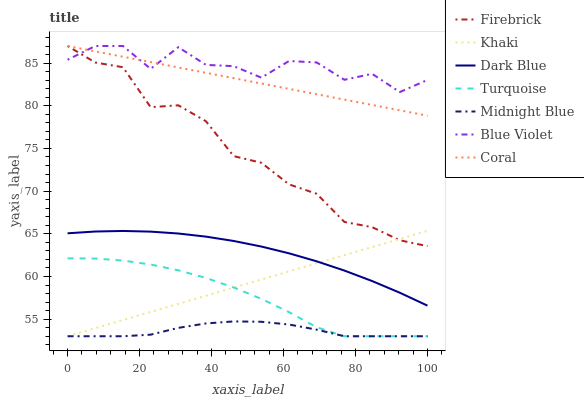 title
Firebrick
Khaki
Dark Blue
Turquoise
Midnight Blue
Blue Violet
Coral
yaxis_label
85
80
75
70
65
60
55
0 20 40 60 80 100
xaxis_label